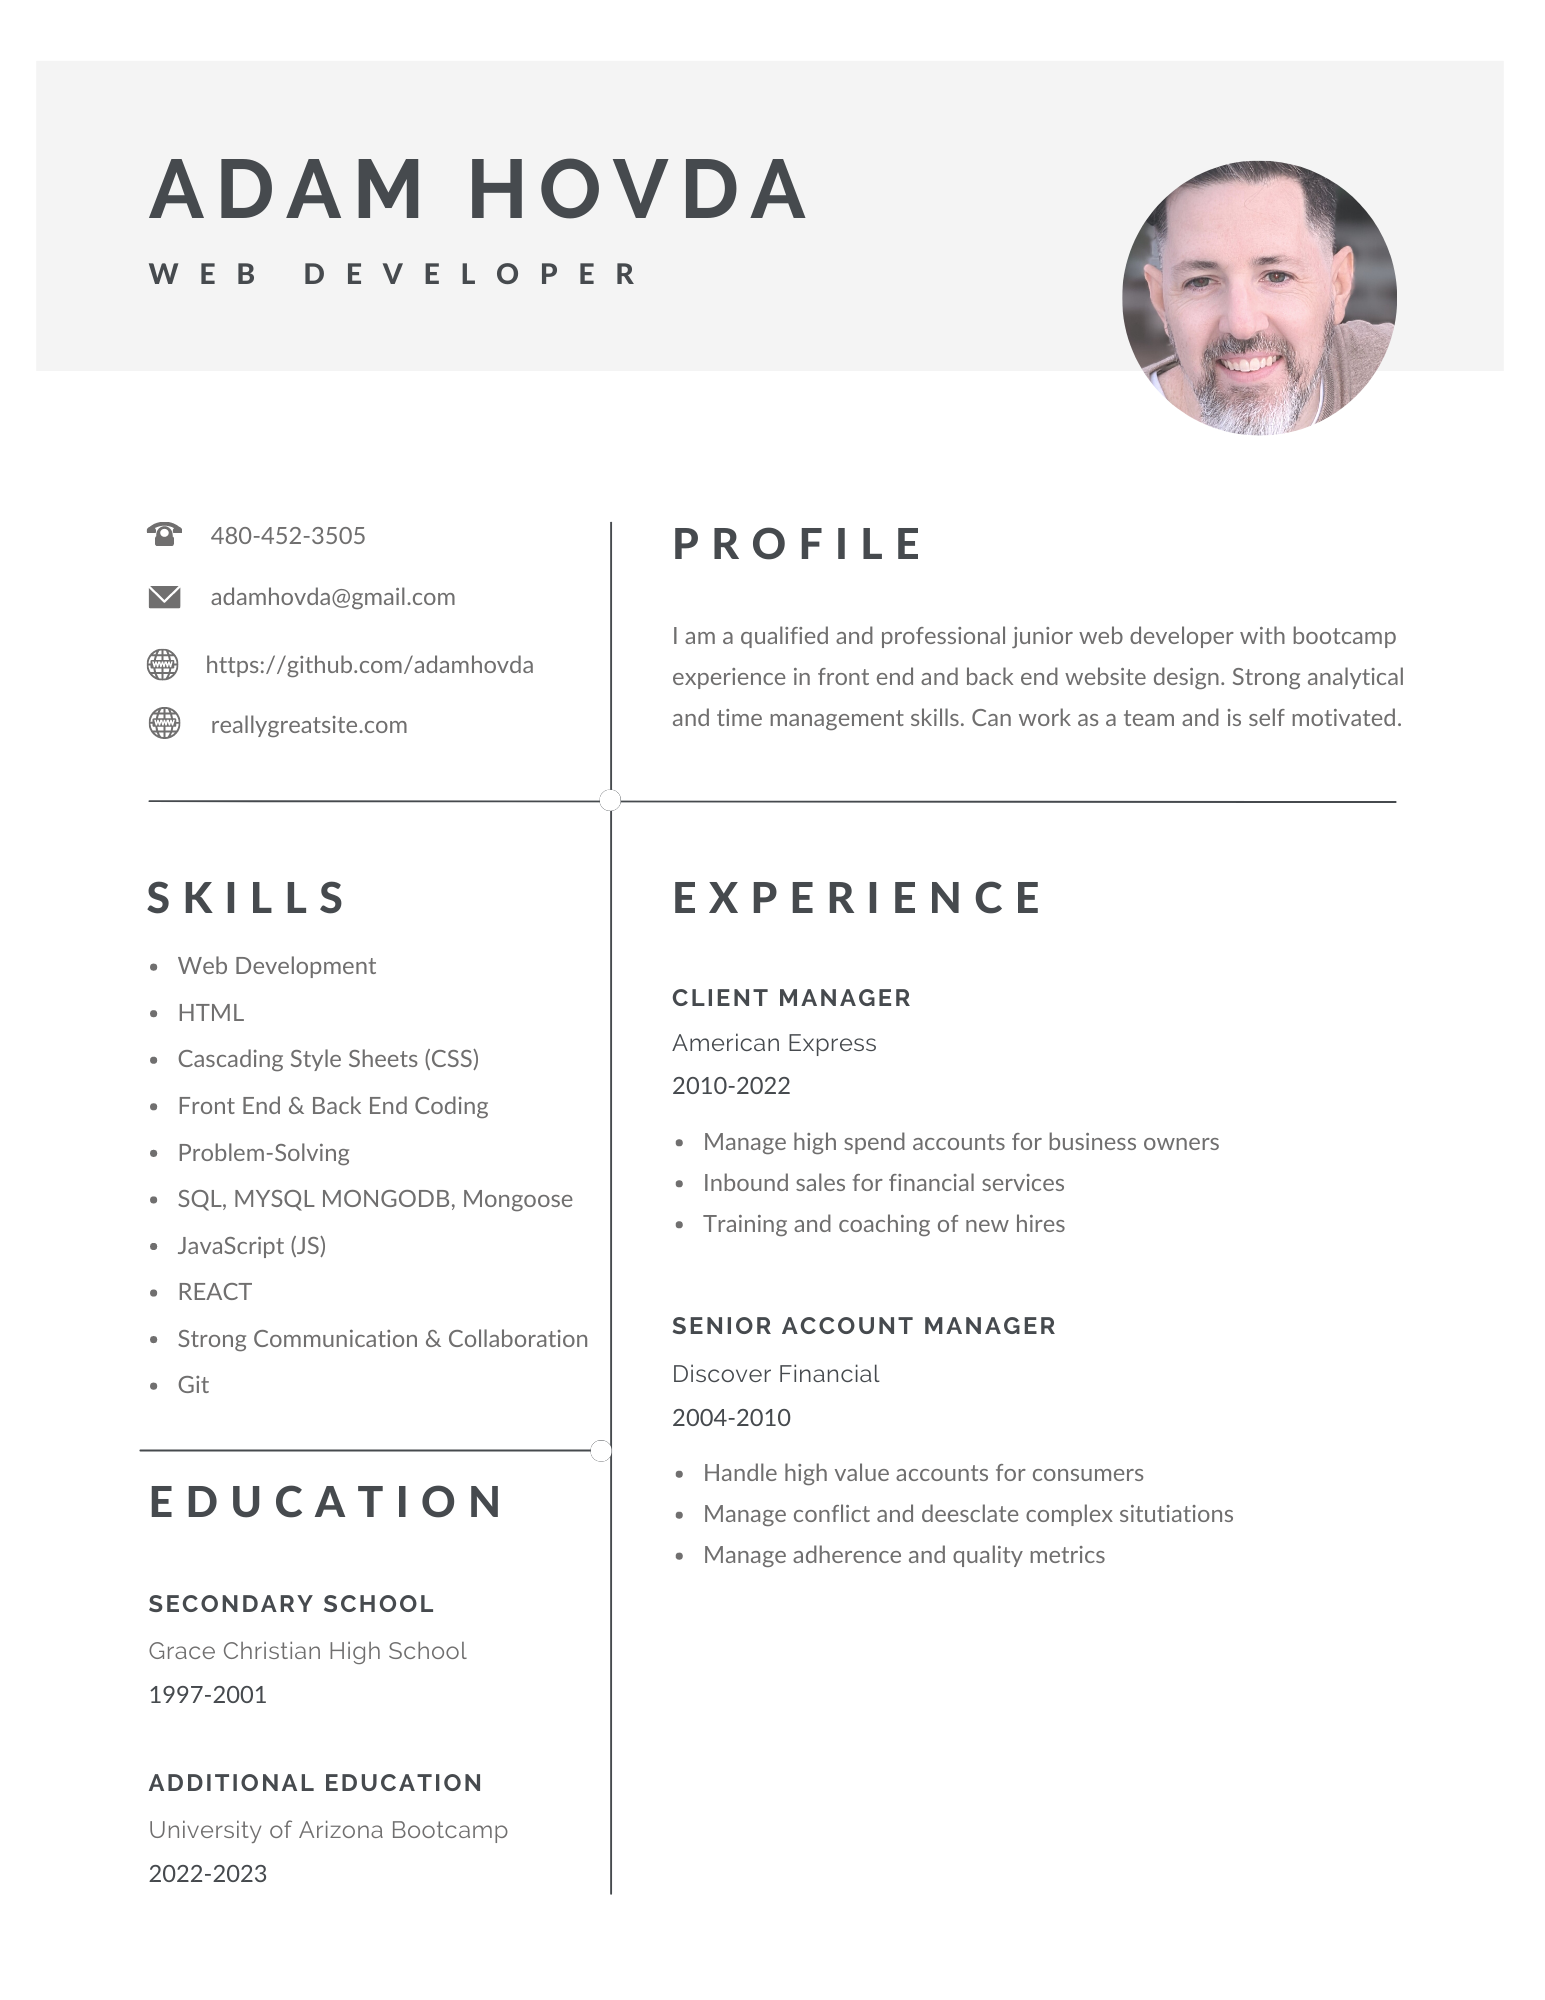 ADAM HOVDA
WEB DEVELOPER
480-452-3505
adamhovda@gmail.com
https://github.com/adamhovda
reallygreatsite.com
PROFILE
I am a qualified and professional junior web developer with bootcamp
experience in front end and back end website design. Strong analytical
and time management skills. Can work as a team and is self motivated.
SKILLS
• Web Development
• HTML
• Cascading Style Sheets (CSS)
• Front End & Back End Coding
• Problem-Solving
• SQL, MYSQL MONGODB, Mongoose
• JavaScript (JS)
• REACT
• Strong Communication & Collaboration
• Git
EDUCATION
SECONDARY SCHOOL
Grace Christian High School
1997-2001
ADDITIONAL EDUCATION
University of Arizona Bootcamp
2022-2023
EXPERIENCE
CLIENT MANAGER
American Express
2010-2022
• Manage high spend accounts for business owners
• Inbound sales for financial services
• Training and coaching of new hires
SENIOR ACCOUNT MANAGER
Discover Financial
2004-2010
• Handle high value accounts for consumers
• Manage conflict and deesclate complex situtiations
• Manage adherence and quality metrics